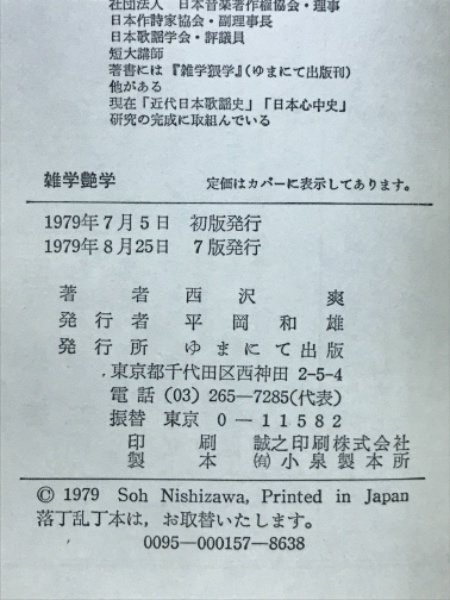 社団法人　日本音楽著作権協会・理事
日本作詩家協会・副理事長
日本歌謡学会・評議員
短大講師
著書には『雑学猥学』(ゆまにて出版刊)
他がある
現在「近代日本歌謡史」「日本心中史」
研究の完成に取組んでいる
雑学艶学　定価はカバーに表示してあります。
1979年7月5日　初版発行
1979年8月25日　7版発行
著者　西沢爽
発行者　平岡和雄
発行所　ゆまにて出版
東京都千代田区西神田 2-5-4
電話 (03) 265-7285(代表)
振替 東京 0-11582
印刷　誠之印刷株式会社
製本　㈲小泉製本所
© 1979 Soh Nishizawa, Printed in Japan
落丁乱丁本は，お取替いたします。
0095-000157-8638